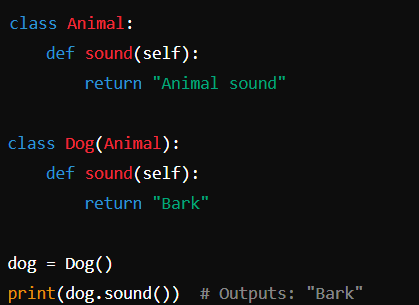 class Animal:
    def sound(self):
        return "Animal sound"
class Dog(Animal):
    def sound(self):
        return "Bark"
dog = Dog()
print(dog.sound())  # Outputs: "Bark"